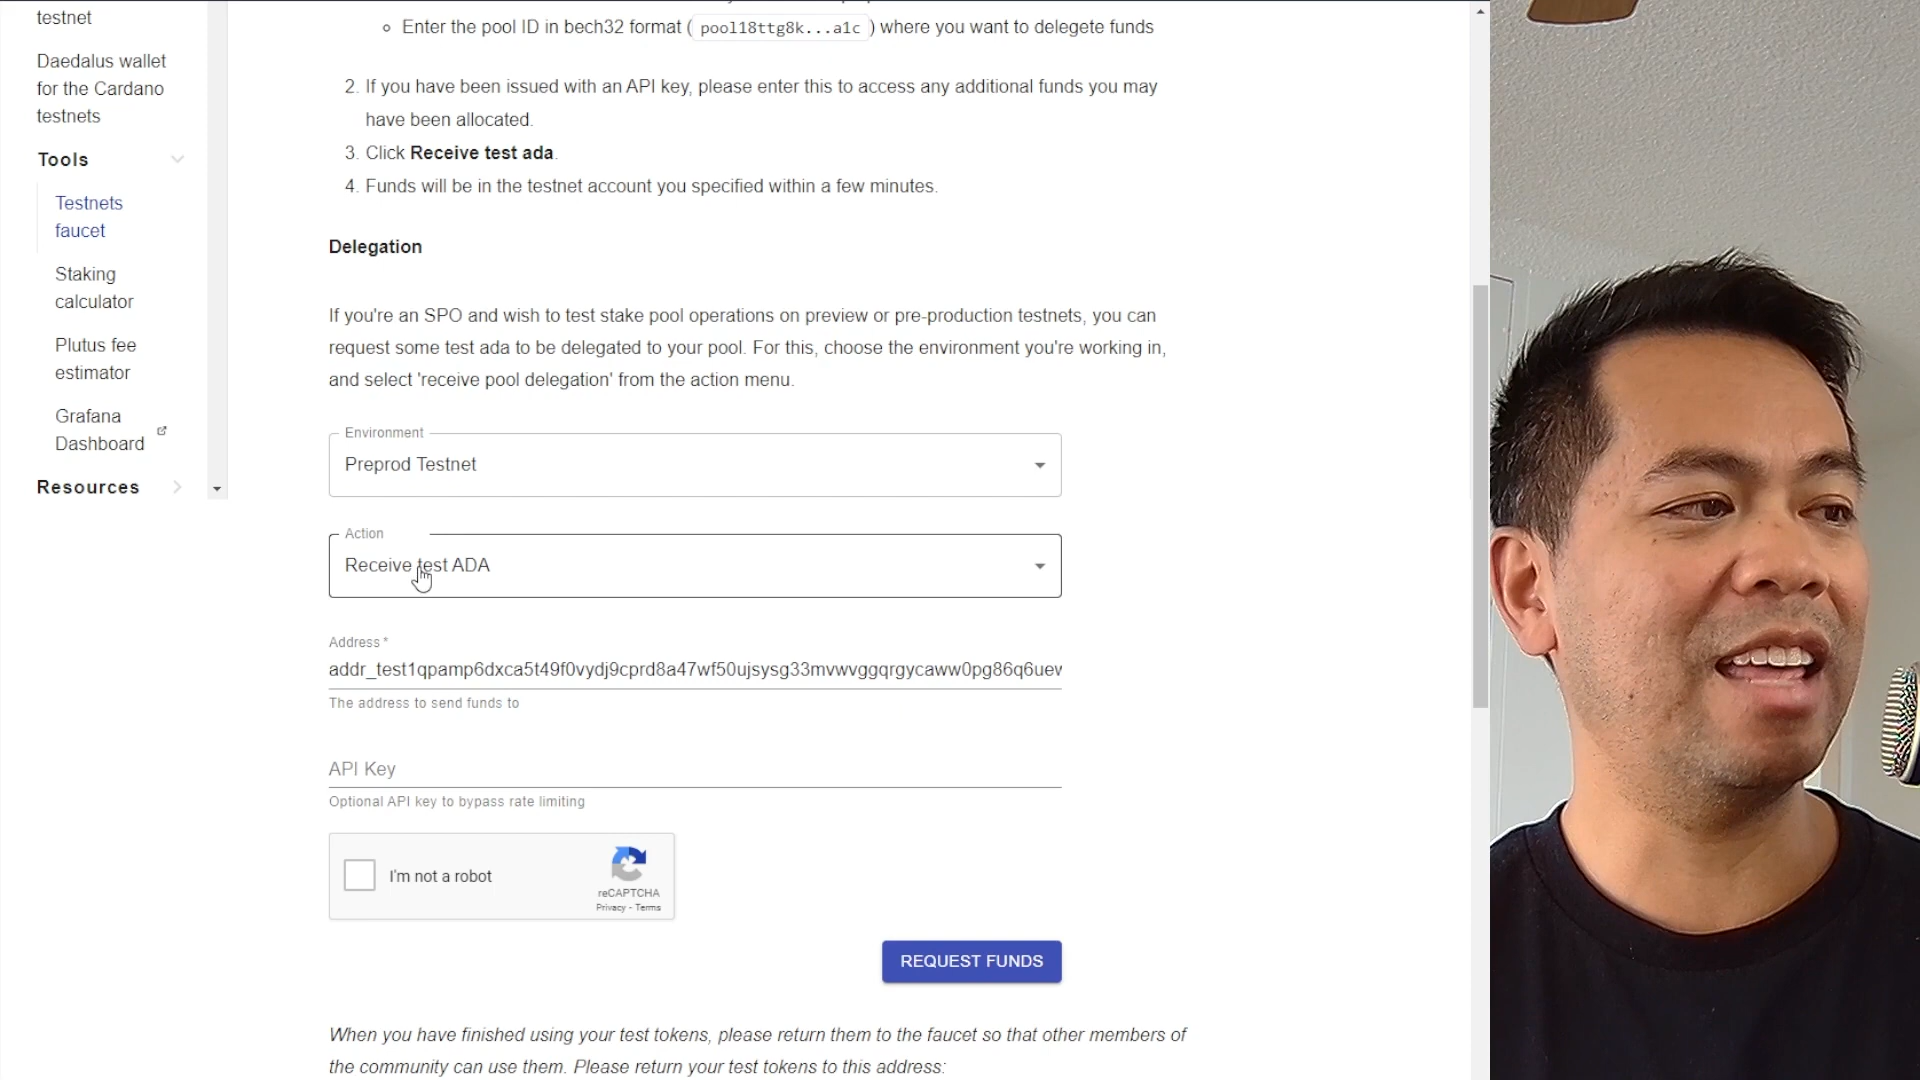 testnet
Daedalus wallet
for the Cardano
testnets
Tools
Testnets
faucet
Staking
calculator
Plutus fee
estimator
Grafana
Dashboard
Resources
Enter the pool ID in bech32 format ( pool18ttg8k...a1c ) where you want to delegete funds
2. If you have been issued with an API key, please enter this to access any additional funds you may
have been allocated.
3. Click Receive test ada.
4. Funds will be in the testnet account you specified within a few minutes.
Delegation
If you're an SPO and wish to test stake pool operations on preview or pre-production testnets, you can
request some test ada to be delegated to your pool. For this, choose the environment you're working in,
and select 'receive pool delegation' from the action menu.
Environment
Preprod Testnet
Action
Receive test ADA
Address *
addr_test1qpamp6dxca5t49f0vydj9cprd8a47wf50ujsysg33mvwvggqrgycaww0pg86q6uev
The address to send funds to
API Key
Optional API key to bypass rate limiting
I'm not a robot
reCAPTCHA
Privacy - Terms
REQUEST FUNDS
When you have finished using your test tokens, please return them to the faucet so that other members of
the community can use them. Please return your test tokens to this address: